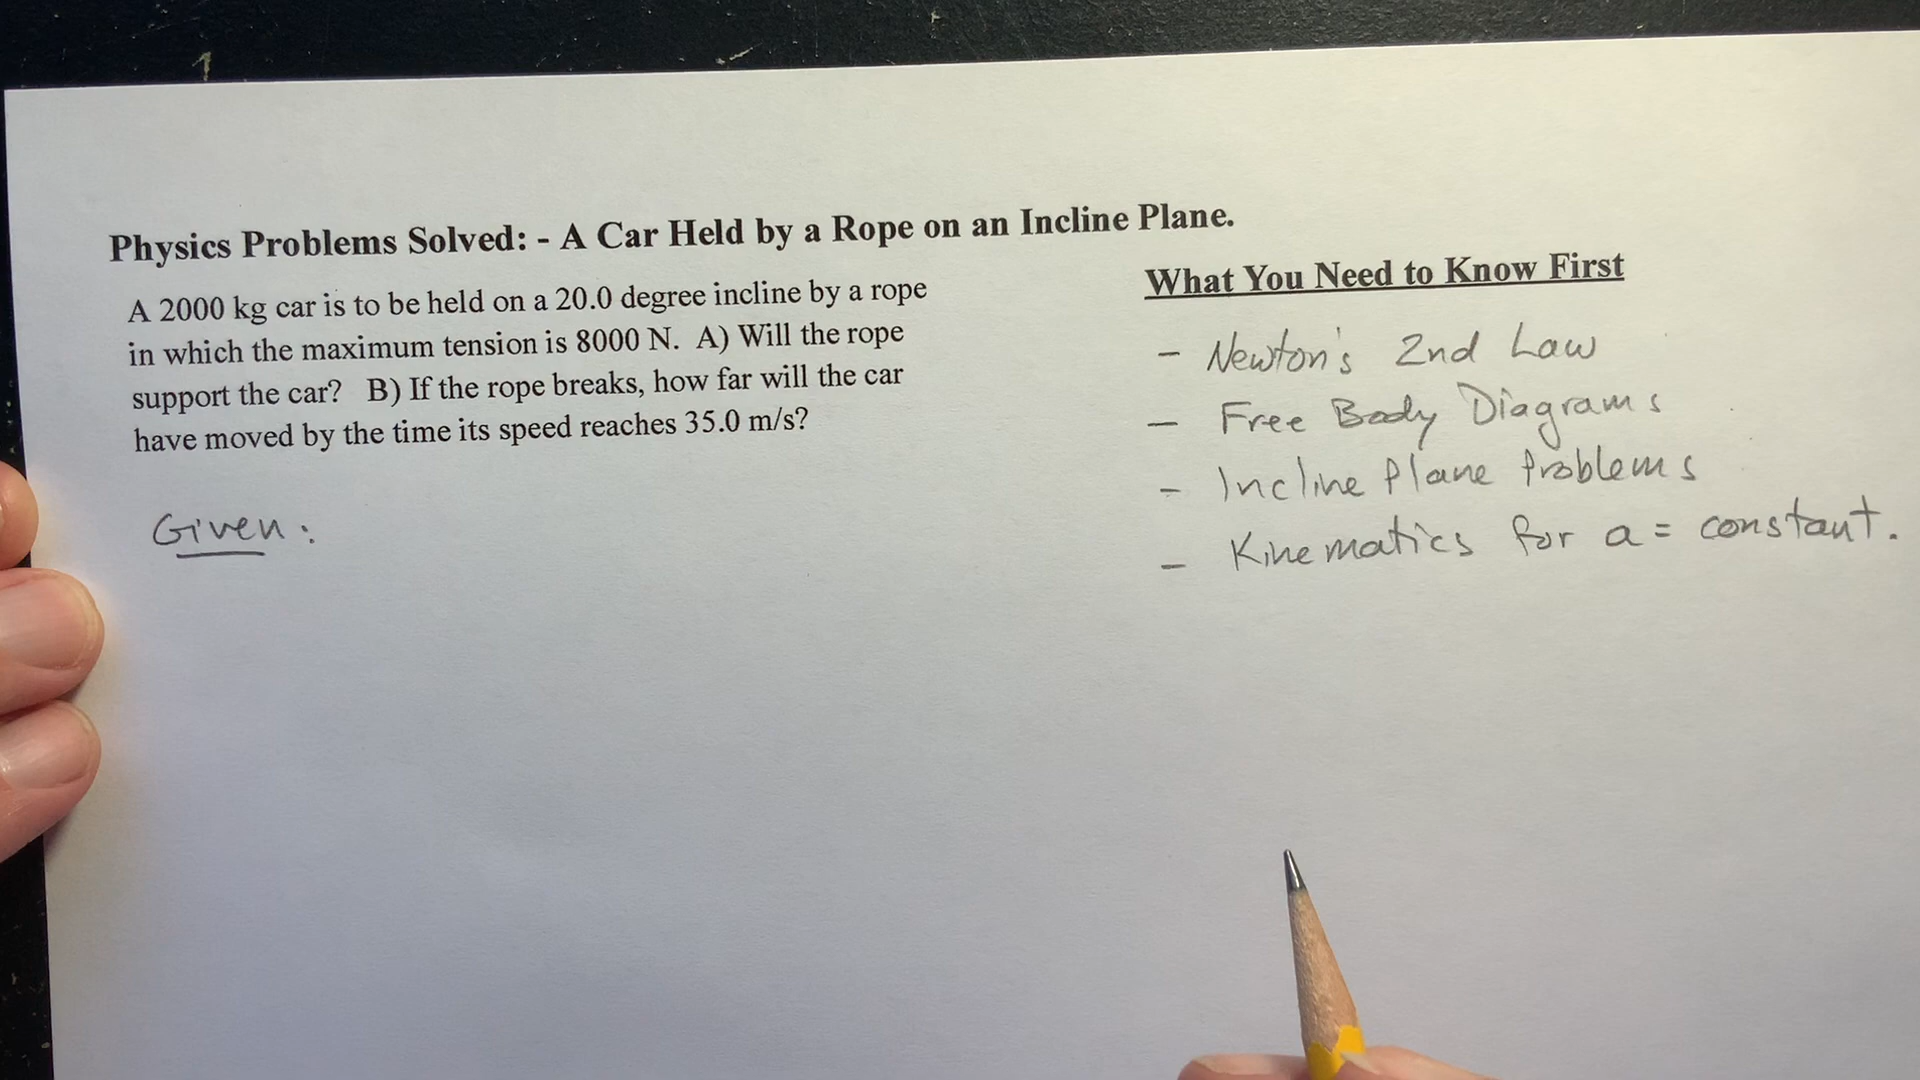 Physics Problems Solved: - A Car Held by a Rope on an Incline Plane.
A 2000 kg car is to be held on a 20.0 degree incline by a rope
in which the maximum tension is 8000 N. A) Will the rope
support the car? B) If the rope breaks, how far will the car
have moved by the time its speed reaches 35.0 m/s?
Given:
What You Need to Know First
- Newton's 2nd Law
- Free Body Diagrams
- Incline Plane Problems
- Kinematics for a = constant.